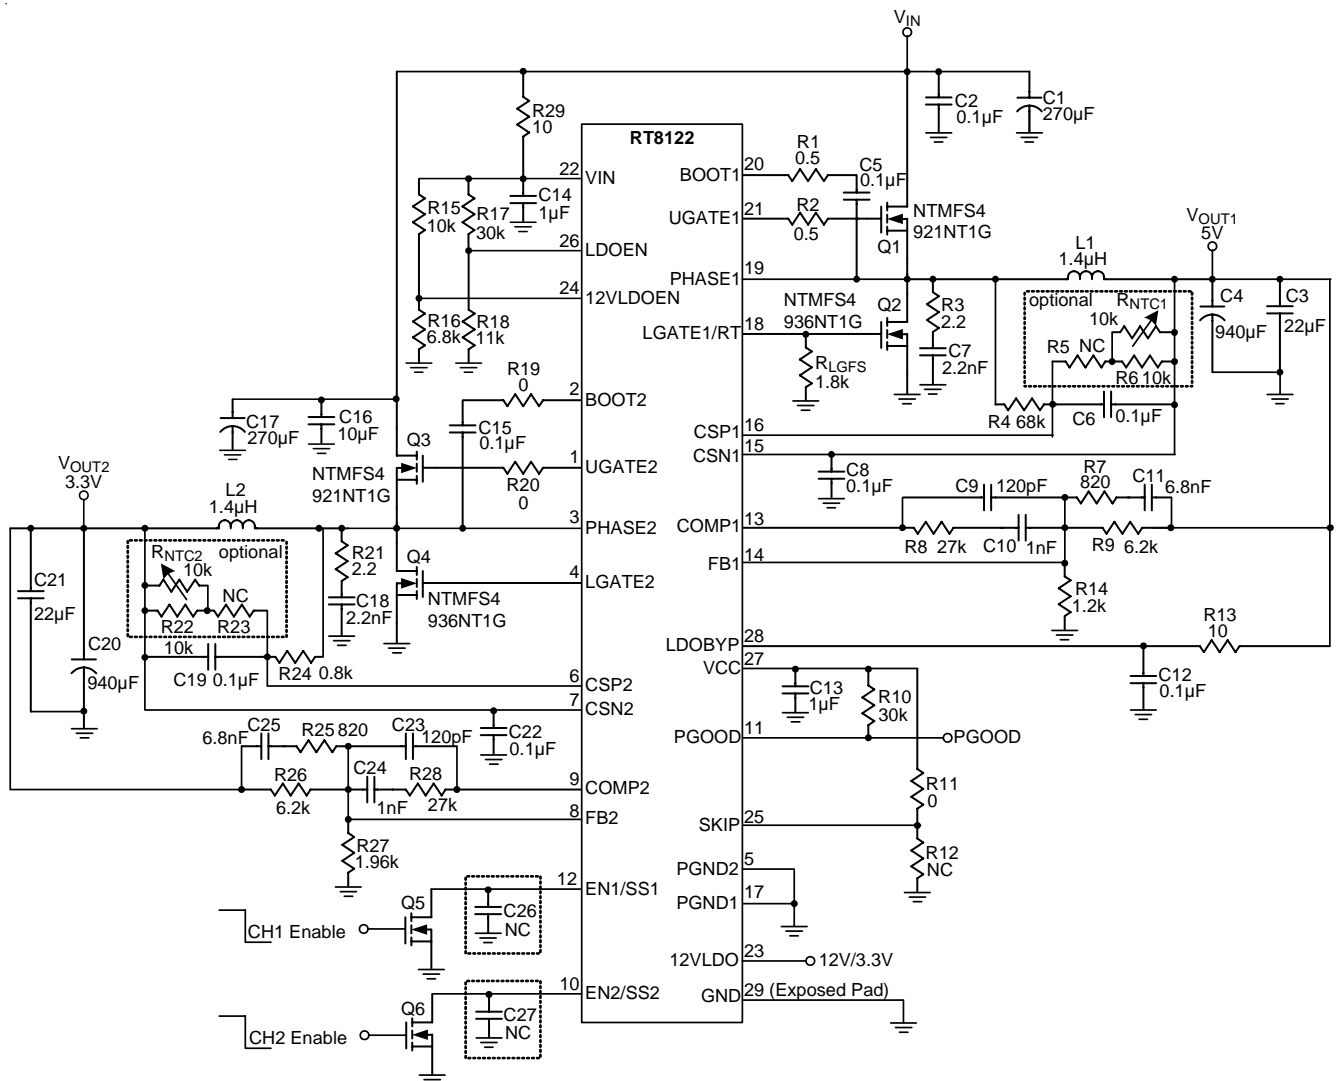 VIN
C2
0.1µF
C1
270µF
R29
10
RT8122
22
VIN
C14
1µF
R15
10k
R17
30k
26
LDOEN
24
12VLDOEN
R16
6.8k
R18
11k
BOOT1
20
R1
0.5
C5
0.1µF
UGATE1
21
R2
0.5
NTMFS4
921NT1G
Q1
PHASE1
19
L1
1.4µH
VOUT1
5V
NTMFS4
936NT1G
Q2
R3
2.2
C7
2.2nF
LGATE1/RT
18
RLGFS
1.8k
optional
RNTC1
10k
R5
NC
R6
10k
C4
940µF
C3
22µF
R4
68k
C6
0.1µF
CSP1
16
CSN1
15
C8
0.1µF
R19
0
2
BOOT2
C15
0.1µF
C17
270µF
C16
10µF
Q3
NTMFS4
921NT1G
1
UGATE2
R20
0
VOUT2
3.3V
L2
1.4µH
3
PHASE2
R21
2.2
C18
2.2nF
Q4
NTMFS4
936NT1G
4
LGATE2
RNTC2
10k
optional
NC
R22
10k
R23
C21
22µF
C20
940µF
C19
0.1µF
R24
0.8k
6
CSP2
7
CSN2
C22
0.1µF
COMP1
13
C9
120pF
R7
820
C11
6.8nF
R8
27k
C10
1nF
R9
6.2k
FB1
14
R14
1.2k
LDOBYP
28
R13
10
C12
0.1µF
VCC
27
C13
1µF
R10
30k
PGOOD
11
PGOOD
R11
0
SKIP
25
R12
NC
C25
6.8nF
R25
820
C23
120pF
R26
6.2k
C24
1nF
R28
27k
9
COMP2
8
FB2
R27
1.96k
PGND2
5
PGND1
17
12
EN1/SS1
Q5
CH1 Enable
C26
NC
12VLDO
23
12V/3.3V
GND
29 (Exposed Pad)
10
EN2/SS2
Q6
CH2 Enable
C27
NC